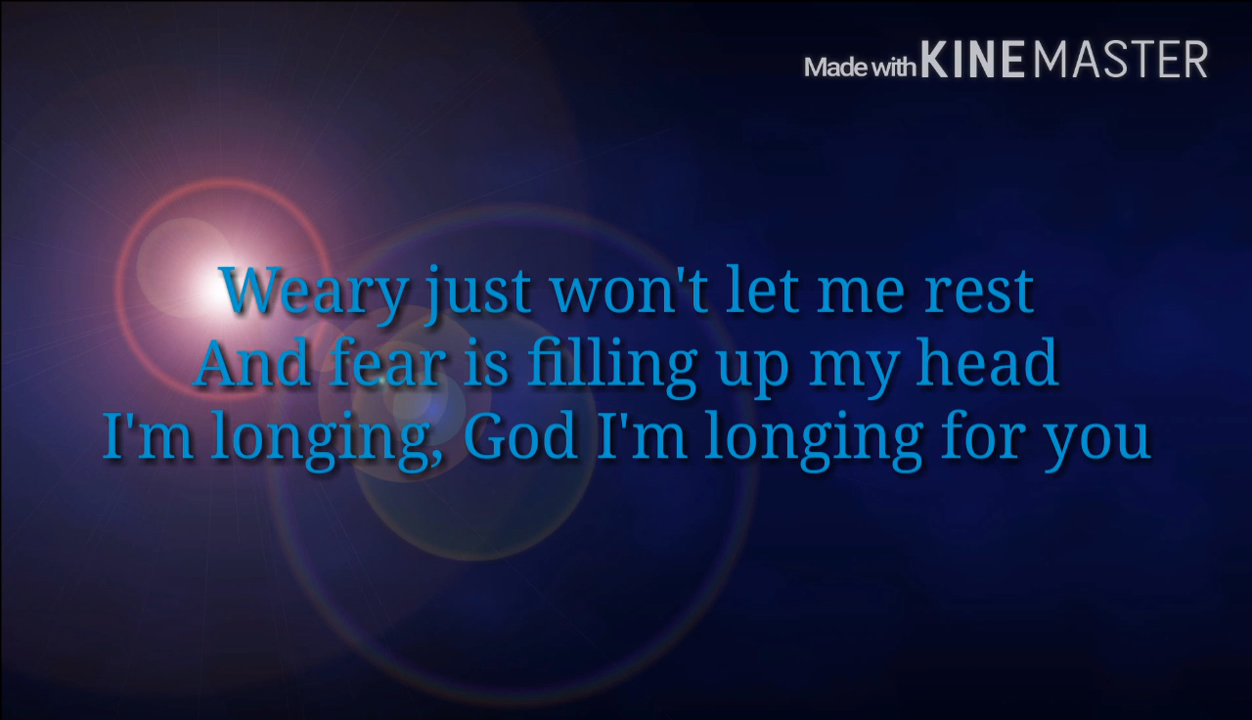 Made with KINEMASTER
Weary just won't let me rest
And fear is filling up my head
I'm longing, God I'm longing for you